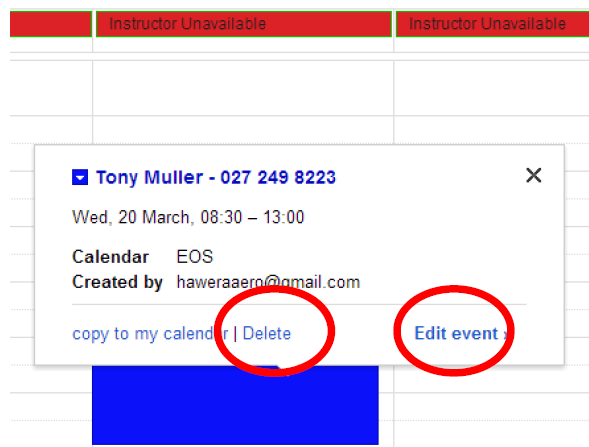 Instructor Unavailable Instructor Unavailable
Tony Muller - 027 249 8223
Wed, 20 March, 08:30 – 13:00
Calendar EOS
Created by haweraaero@gmail.com
copy to my calendar | Delete Edit event »